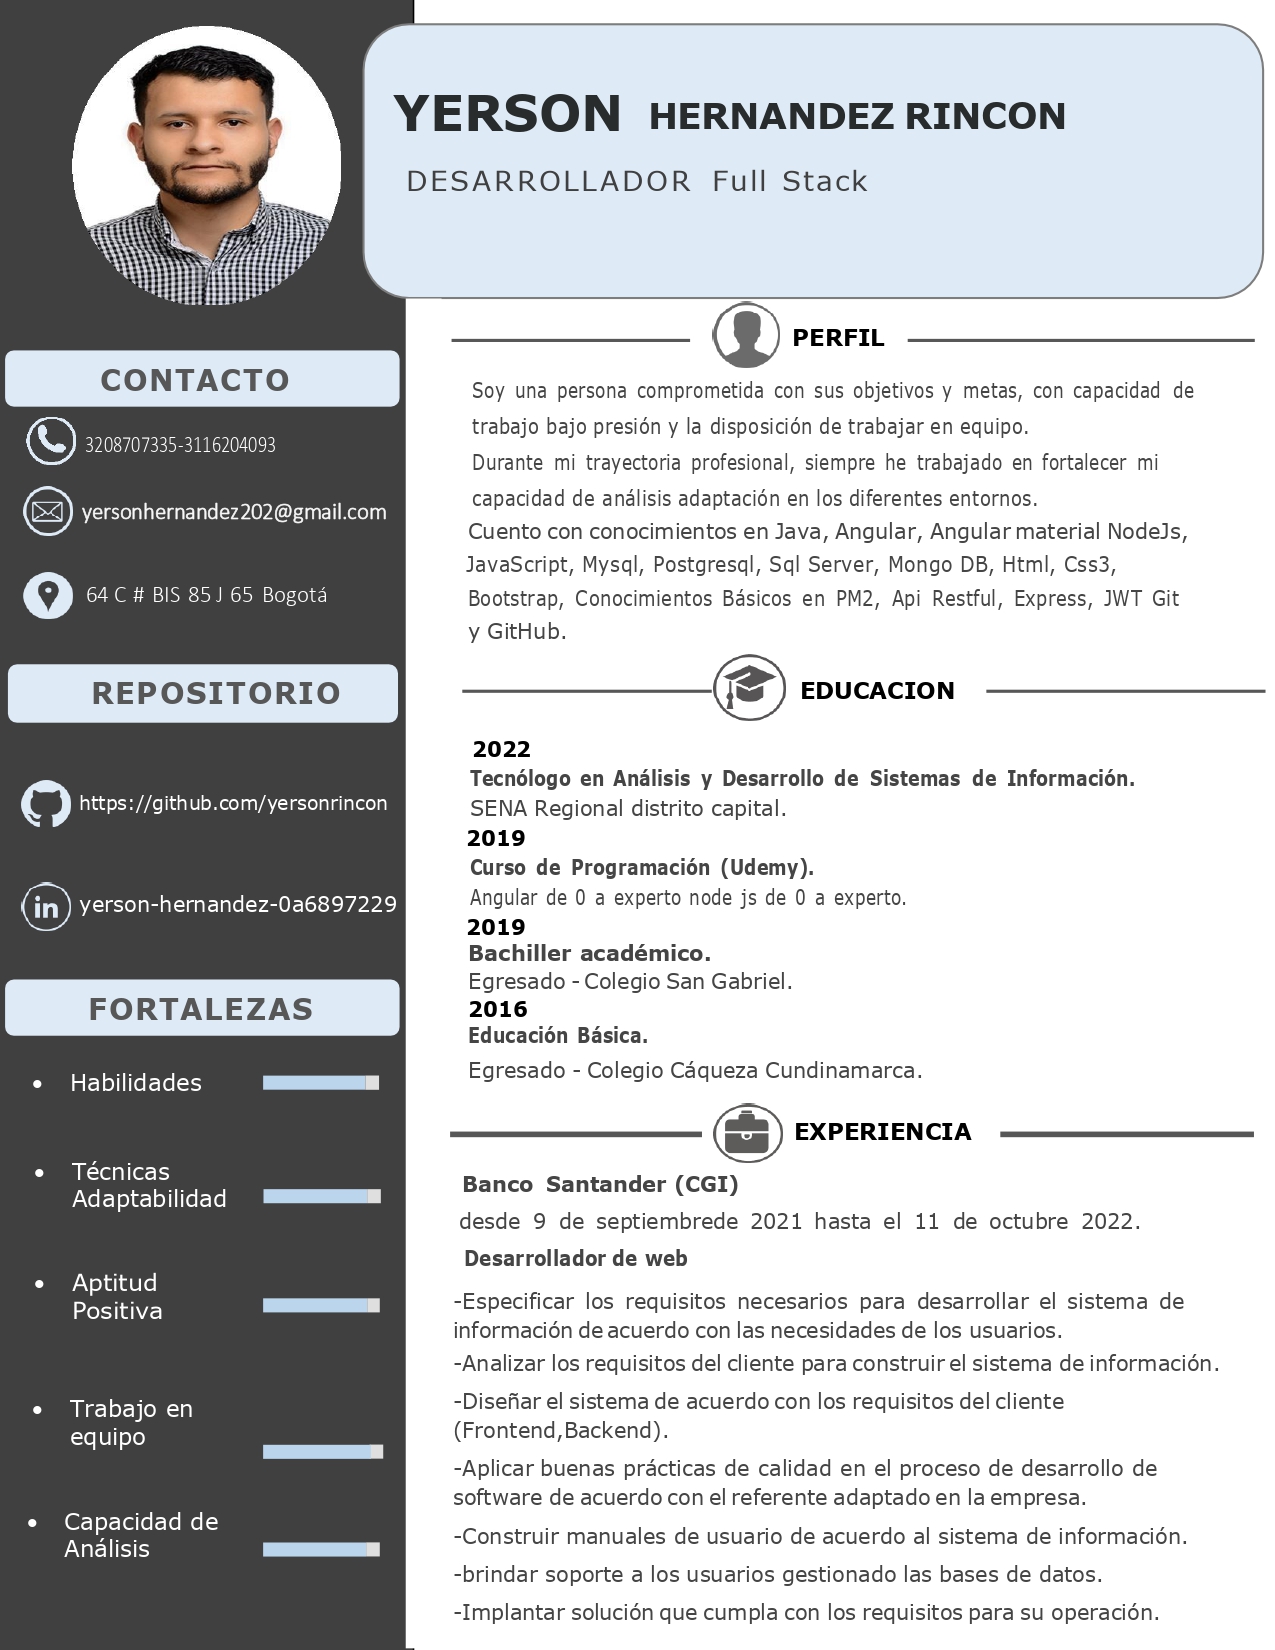 YERSON HERNANDEZ RINCON
DESARROLLADOR Full Stack
CONTACTO
3208707335-3116204093
yersonhernandez202@gmail.com
64 C # BIS 85 J 65 Bogotá
REPOSITORIO
https://github.com/yersonrincon
in yerson-hernandez-0a6897229
FORTALEZAS
• Habilidades
• Técnicas
Adaptabilidad
• Aptitud
Positiva
• Trabajo en
equipo
• Capacidad de
Análisis
PERFIL
Soy una persona comprometida con sus objetivos y metas, con capacidad de
trabajo bajo presión y la disposición de trabajar en equipo.
Durante mi trayectoria profesional, siempre he trabajado en fortalecer mi
capacidad de análisis adaptación en los diferentes entornos.
Cuento con conocimientos en Java, Angular, Angular material NodeJs,
JavaScript, Mysql, Postgresql, Sql Server, Mongo DB, Html, Css3,
Bootstrap, Conocimientos Básicos en PM2, Api Restful, Express, JWT Git
y GitHub.
EDUCACION
2022
Tecnólogo en Análisis y Desarrollo de Sistemas de Información.
SENA Regional distrito capital.
2019
Curso de Programación (Udemy).
Angular de 0 a experto node js de 0 a experto.
2019
Bachiller académico.
Egresado - Colegio San Gabriel.
2016
Educación Básica.
Egresado - Colegio Cáqueza Cundinamarca.
EXPERIENCIA
Banco Santander (CGI)
desde 9 de septiembrede 2021 hasta el 11 de octubre 2022.
Desarrollador de web
-Especificar los requisitos necesarios para desarrollar el sistema de
información de acuerdo con las necesidades de los usuarios.
-Analizar los requisitos del cliente para construir el sistema de información.
-Diseñar el sistema de acuerdo con los requisitos del cliente
(Frontend,Backend).
-Aplicar buenas prácticas de calidad en el proceso de desarrollo de
software de acuerdo con el referente adaptado en la empresa.
-Construir manuales de usuario de acuerdo al sistema de información.
-brindar soporte a los usuarios gestionado las bases de datos.
-Implantar solución que cumpla con los requisitos para su operación.